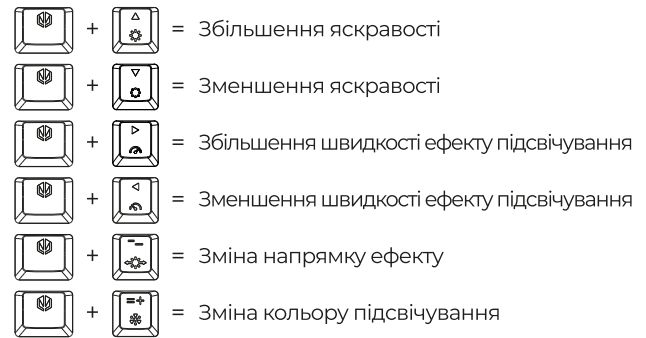 + = Збільшення яскравості
+ = Зменшення яскравості
+ = Збільшення швидкості ефекту підсвічування
+ = Зменшення швидкості ефекту підсвічування
+ = Зміна напрямку ефекту
+ =+ = Зміна кольору підсвічування